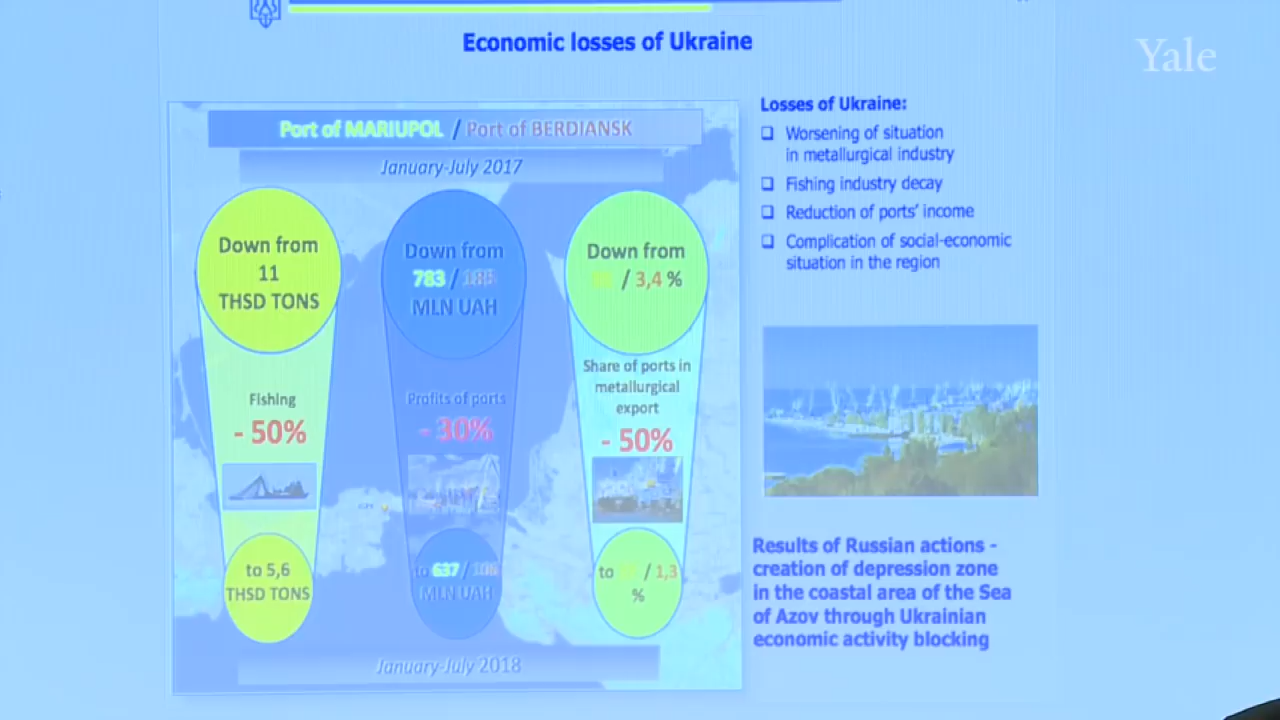 Economic losses of Ukraine
Yale
Port of MARIUPOL / Port of BERDIANSK
January-July 2017
Down from
11
THSD TONS
Down from
783 /
MLN UAH
Down from
/ 3,4 %
Fishing
- 50%
Profits of ports
- 30%
Share of ports in
metallurgical
export
- 50%
to 5,6
THSD TONS
to 637 /
MLN UAH
to / 1,3
%
January-July 2018
Losses of Ukraine:
Worsening of situation
in metallurgical industry
Fishing industry decay
Reduction of ports' income
Complication of social-economic
situation in the region
Results of Russian actions -
creation of depression zone
in the coastal area of the Sea
of Azov through Ukrainian
economic activity blocking